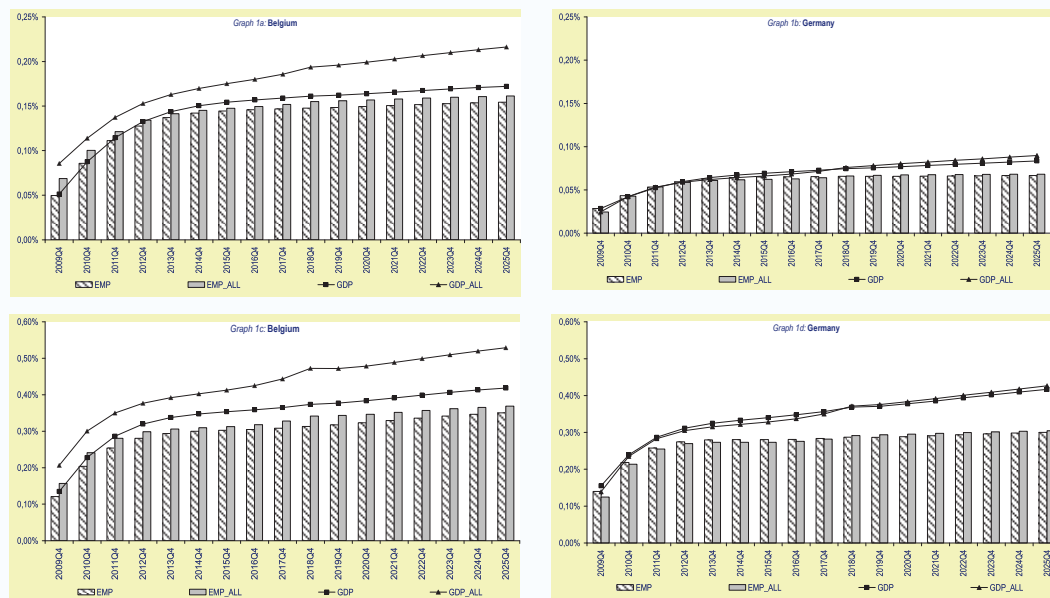 Graph 1a: Belgium
0,25%
0,20%
0,15%
0,10%
0,05%
0,00%
2009Q4 2010Q4 2011Q4 2012Q4 2013Q4 2014Q4 2015Q4 2016Q4 2017Q4 2018Q4 2019Q4 2020Q4 2021Q4 2022Q4 2023Q4 2024Q4 2025Q4
EMP EMP_ALL GDP GDP_ALL
Graph 1b: Germany
0,25%
0,20%
0,15%
0,10%
0,05%
0,00%
2009Q4 2010Q4 2011Q4 2012Q4 2013Q4 2014Q4 2015Q4 2016Q4 2017Q4 2018Q4 2019Q4 2020Q4 2021Q4 2022Q4 2023Q4 2024Q4 2025Q4
EMP EMP_ALL GDP GDP_ALL
Graph 1c: Belgium
0,60%
0,50%
0,40%
0,30%
0,20%
0,10%
0,00%
2009Q4 2010Q4 2011Q4 2012Q4 2013Q4 2014Q4 2015Q4 2016Q4 2017Q4 2018Q4 2019Q4 2020Q4 2021Q4 2022Q4 2023Q4 2024Q4 2025Q4
EMP EMP_ALL GDP GDP_ALL
Graph 1d: Germany
0,60%
0,50%
0,40%
0,30%
0,20%
0,10%
0,00%
2009Q4 2010Q4 2011Q4 2012Q4 2013Q4 2014Q4 2015Q4 2016Q4 2017Q4 2018Q4 2019Q4 2020Q4 2021Q4 2022Q4 2023Q4 2024Q4 2025Q4
EMP EMP_ALL GDP GDP_ALL